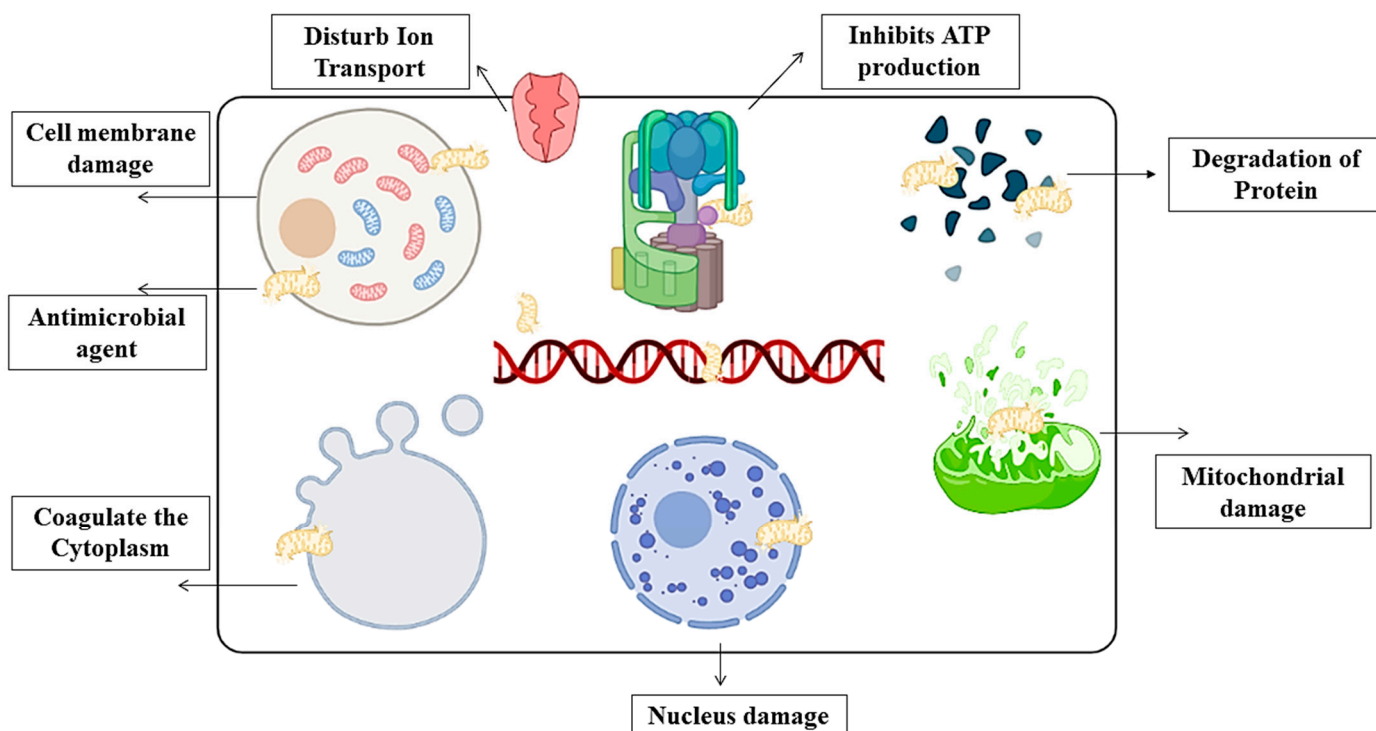 Disturb Ion
Transport
Inhibits ATP
production
Cell membrane
damage
Degradation of
Protein
Antimicrobial
agent
Mitochondrial
damage
Coagulate the
Cytoplasm
Nucleus damage